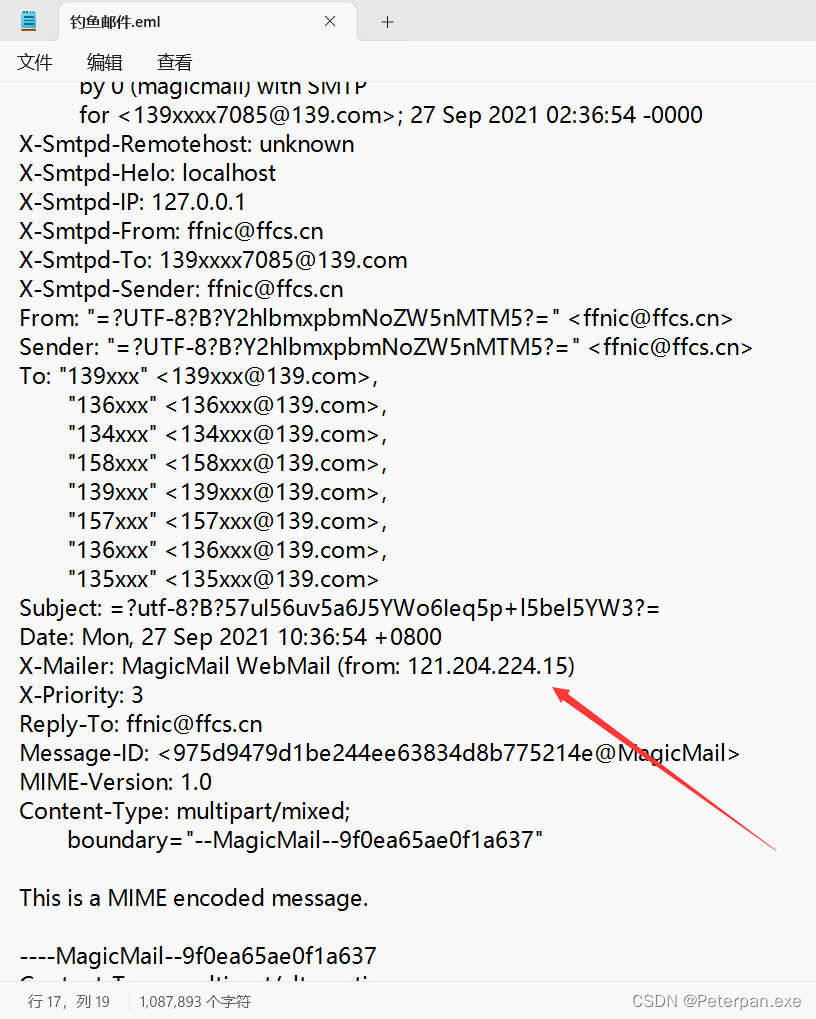 钓鱼邮件.eml
文件 编辑 查看
by 0 (magicmail) with SMTP
for <139xxxx7085@139.com>; 27 Sep 2021 02:36:54 -0000
X-Smtpd-Remotehost: unknown
X-Smtpd-Helo: localhost
X-Smtpd-IP: 127.0.0.1
X-Smtpd-From: ffnic@ffcs.cn
X-Smtpd-To: 139xxxx7085@139.com
X-Smtpd-Sender: ffnic@ffcs.cn
From: "=?UTF-8?B?Y2hlbmxpbmNoZW5nMTM5?=" <ffnic@ffcs.cn>
Sender: "=?UTF-8?B?Y2hlbmxpbmNoZW5nMTM5?=" <ffnic@ffcs.cn>
To: "139xxx" <139xxx@139.com>,
"136xxx" <136xxx@139.com>,
"134xxx" <134xxx@139.com>,
"158xxx" <158xxx@139.com>,
"139xxx" <139xxx@139.com>,
"157xxx" <157xxx@139.com>,
"136xxx" <136xxx@139.com>,
"135xxx" <135xxx@139.com>
Subject: =?utf-8?B?57uI56uv5a6J5YWo6Ieq5p+l5bel5YW3?=
Date: Mon, 27 Sep 2021 10:36:54 +0800
X-Mailer: MagicMail WebMail (from: 121.204.224.15)
X-Priority: 3
Reply-To: ffnic@ffcs.cn
Message-ID: <975d9479d1be244ee63834d8b775214e@MagicMail>
MIME-Version: 1.0
Content-Type: multipart/mixed;
boundary="--MagicMail--9f0ea65ae0f1a637"
This is a MIME encoded message.
----MagicMail--9f0ea65ae0f1a637
行 17，列 19 1,087,893 个字符
CSDN @Peterpan.exe